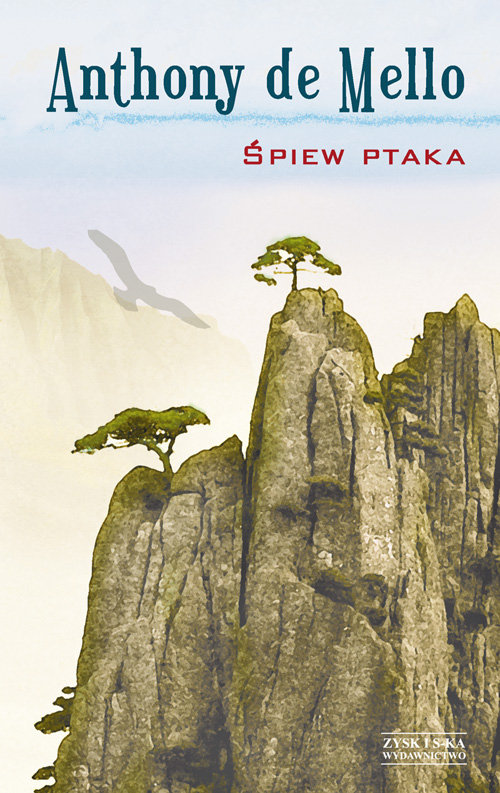 Anthony de Mello
ŚPIEW PTAKA
ZYSK I S-KA
WYDAWNICTWO